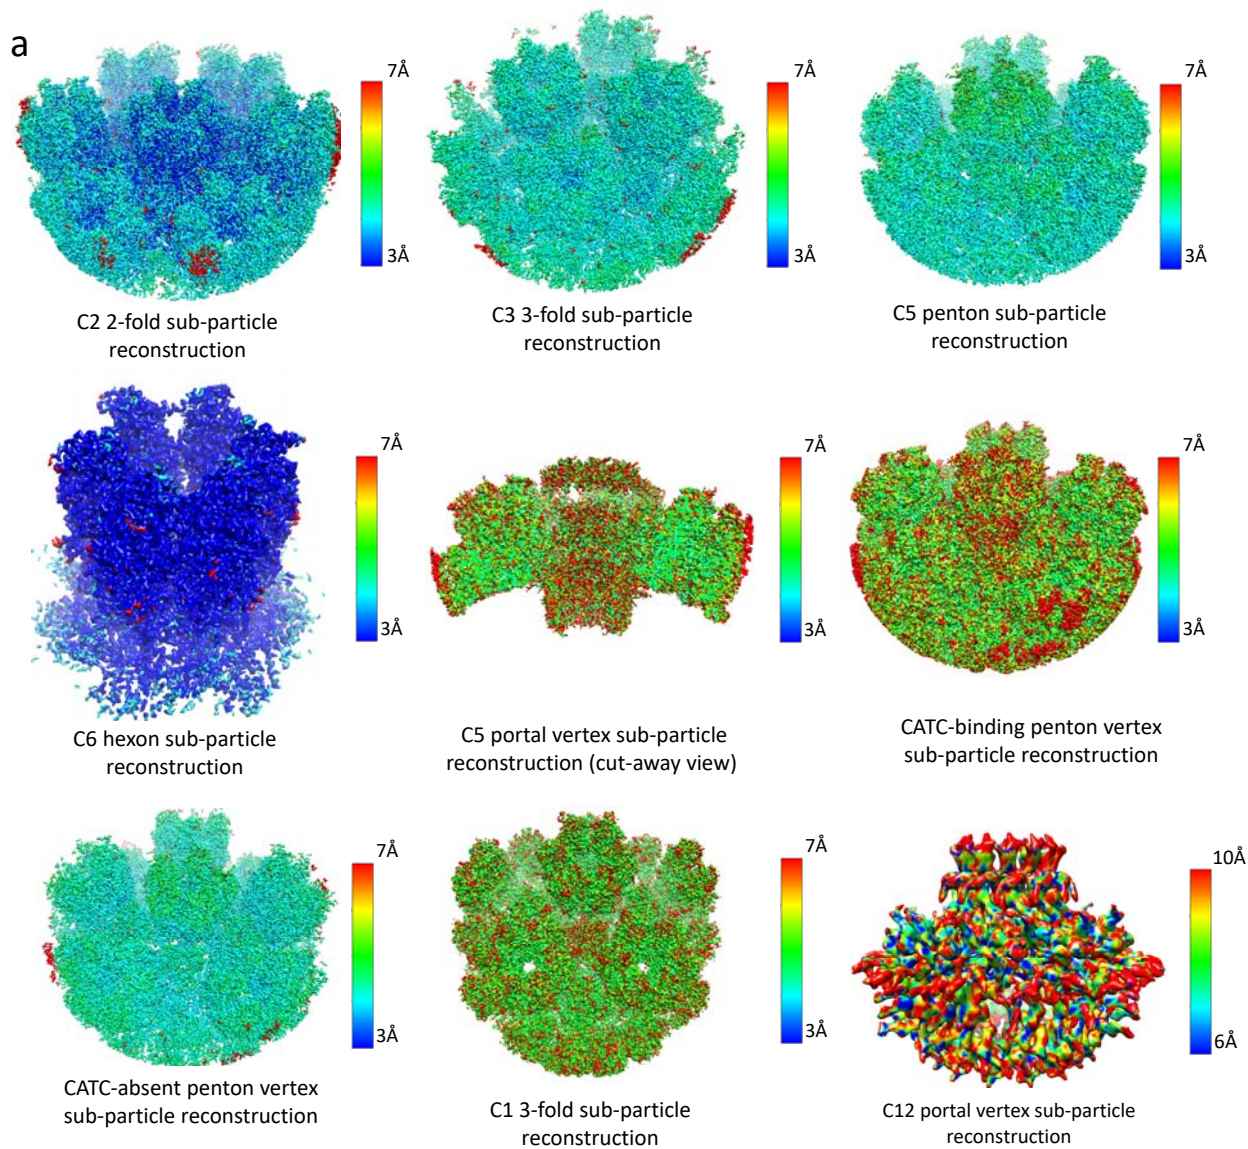 a
7Å
3Å
C2 2-fold sub-particle
reconstruction
7Å
3Å
C3 3-fold sub-particle
reconstruction
7Å
3Å
C5 penton sub-particle
reconstruction
7Å
3Å
C6 hexon sub-particle
reconstruction
7Å
3Å
C5 portal vertex sub-particle
reconstruction (cut-away view)
7Å
3Å
CATC-binding penton vertex
sub-particle reconstruction
7Å
3Å
CATC-absent penton vertex
sub-particle reconstruction
7Å
3Å
C1 3-fold sub-particle
reconstruction
10Å
6Å
C12 portal vertex sub-particle
reconstruction